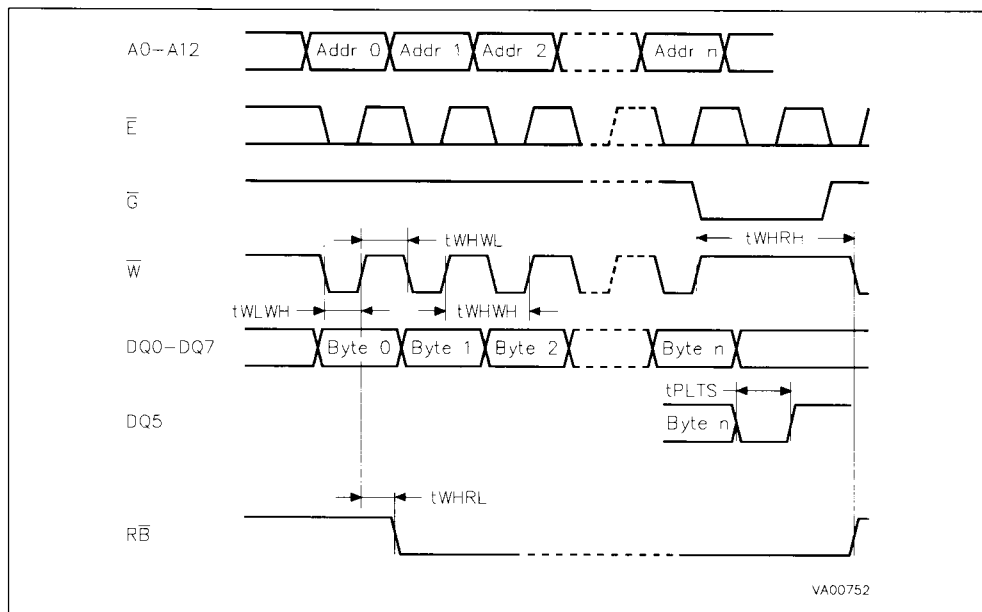 A0-A12
Addr 0
Addr 1
Addr 2
Addr n
E̅
G̅
tWHWL
tWHRH
W̅
tWLWH
tWHWH
DQ0-DQ7
Byte 0
Byte 1
Byte 2
Byte n
tPLTS
DQ5
Byte n
tWHRL
RB̅
VA00752